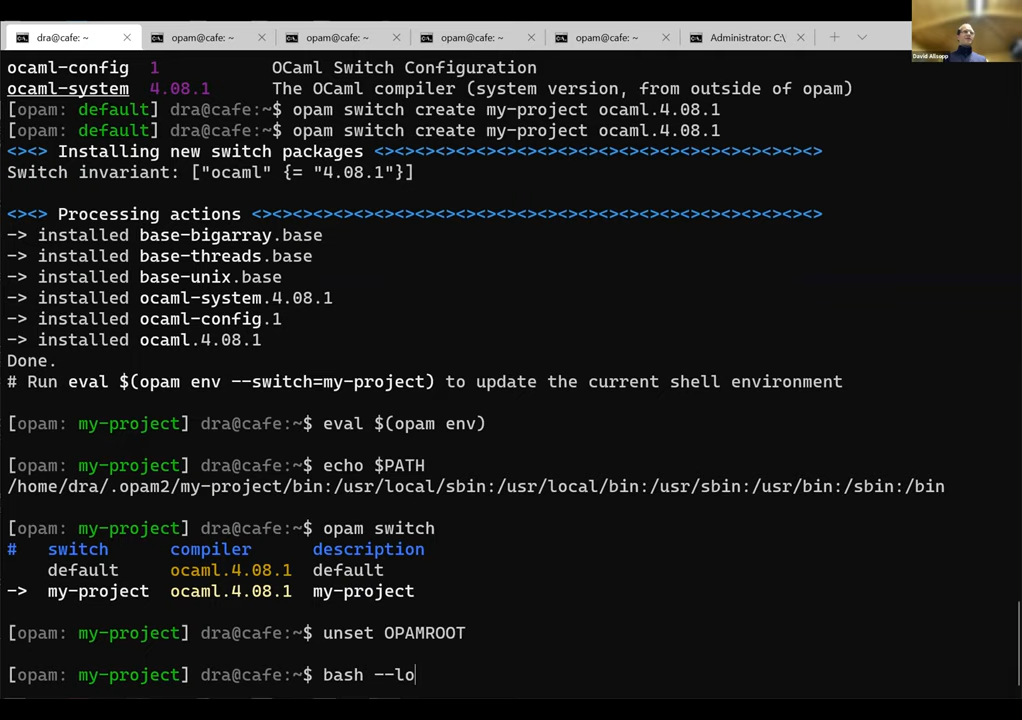 dra@cafe: ~ opam@cafe: ~ opam@cafe: ~ opam@cafe: ~ opam@cafe: ~ Administrator: C:\
David Allsopp
ocaml-config 1 OCaml Switch Configuration
ocaml-system 4.08.1 The OCaml compiler (system version, from outside of opam)
[opam: default] dra@cafe:~$ opam switch create my-project ocaml.4.08.1
[opam: default] dra@cafe:~$ opam switch create my-project ocaml.4.08.1
<><> Installing new switch packages <><><><><><><><><><><><><><><><><><><><><><>
Switch invariant: ["ocaml" {= "4.08.1"}]
<><> Processing actions <><><><><><><><><><><><><><><><><><><><><><><><><><><><>
-> installed base-bigarray.base
-> installed base-threads.base
-> installed base-unix.base
-> installed ocaml-system.4.08.1
-> installed ocaml-config.1
-> installed ocaml.4.08.1
Done.
# Run eval $(opam env --switch=my-project) to update the current shell environment
[opam: my-project] dra@cafe:~$ eval $(opam env)
[opam: my-project] dra@cafe:~$ echo $PATH
/home/dra/.opam2/my-project/bin:/usr/local/sbin:/usr/local/bin:/usr/sbin:/usr/bin:/sbin:/bin
[opam: my-project] dra@cafe:~$ opam switch
# switch compiler description
default ocaml.4.08.1 default
-> my-project ocaml.4.08.1 my-project
[opam: my-project] dra@cafe:~$ unset OPAMROOT
[opam: my-project] dra@cafe:~$ bash --lo